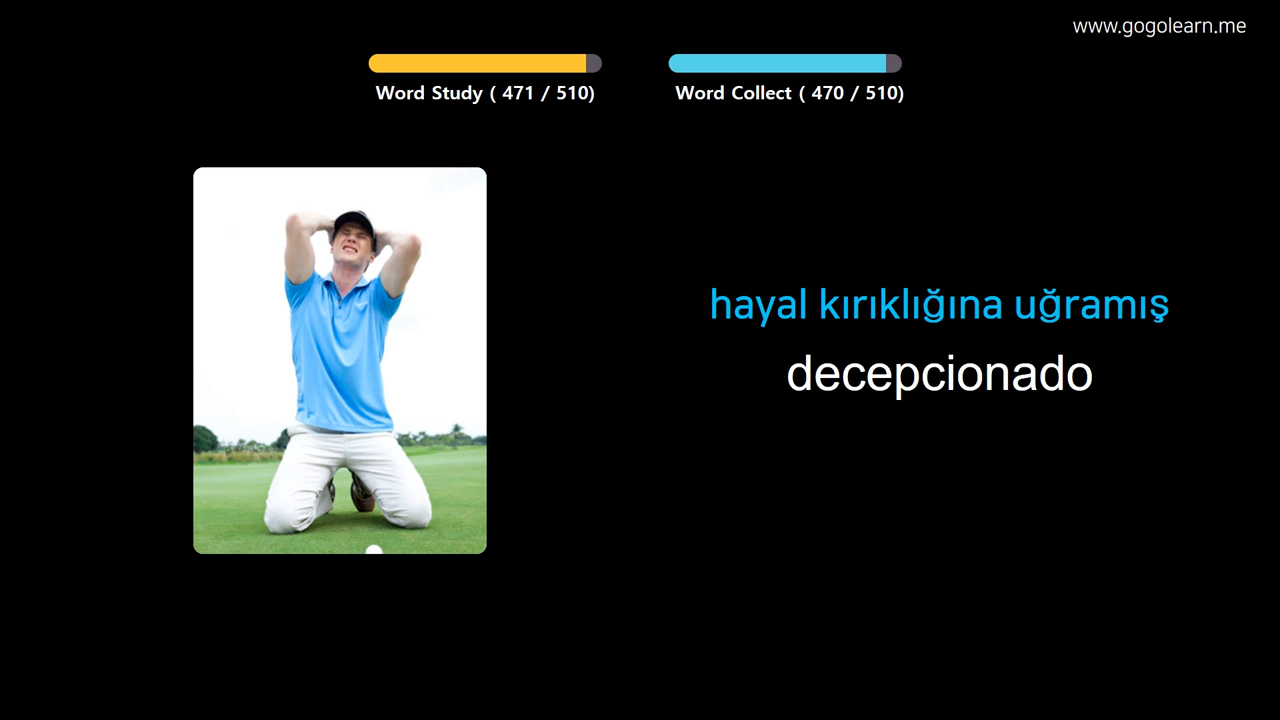 www.gogolearn.me
Word Study ( 471 / 510)
Word Collect ( 470 / 510)
hayal kırıklığına uğramış
decepcionado